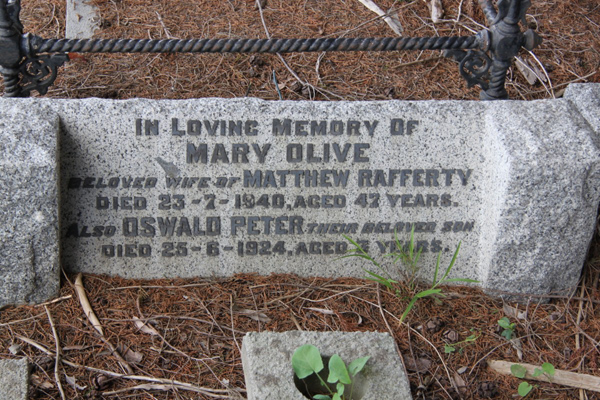 IN LOVING MEMORY OF
MARY OLIVE
BELOVED WIFE OF MATTHEW RAFFERTY
DIED 23-7-1940, AGED 47 YEARS.
ALSO OSWALD PETER THEIR BELOVED SON
DIED 25-6-1924, AGED YEARS.